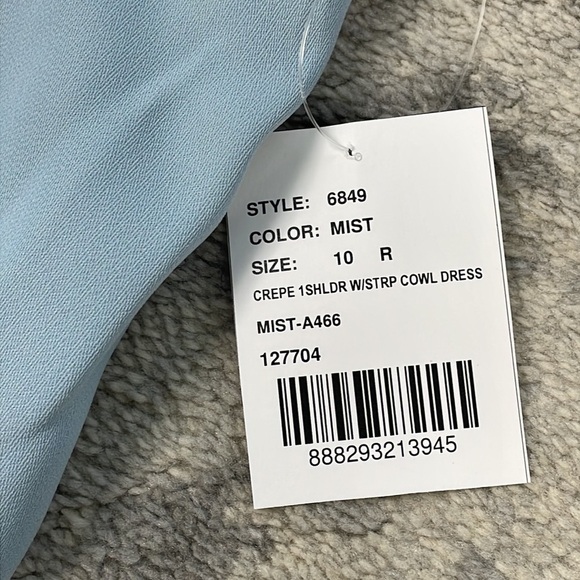 STYLE: 6849
COLOR: MIST
SIZE: 10 R
CREPE 1SHLDR W/STRP COWL DRESS
MIST-A466
127704
888293213945